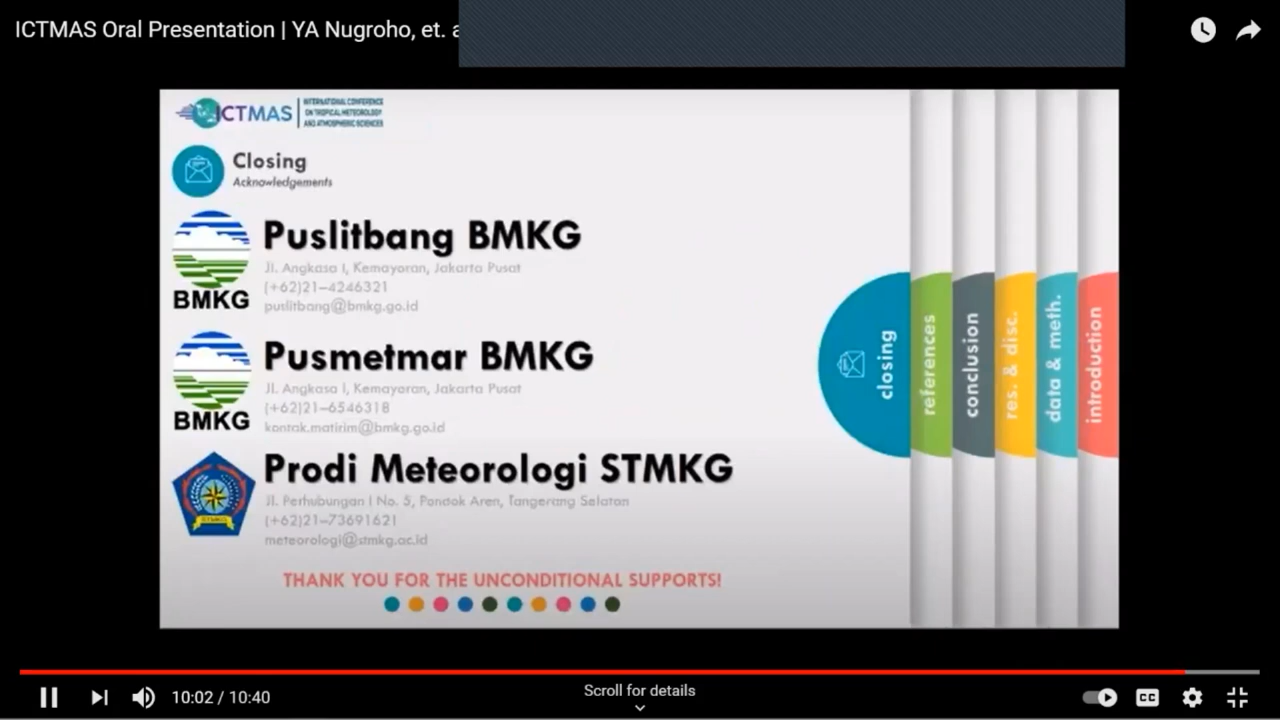 ICTMAS Oral Presentation | YA Nugroho, et. a
ICTMAS
INTERNATIONAL CONFERENCE
ON TROPICAL METEOROLOGY
AND ATMOSPHERIC SCIENCES
Closing
Acknowledgements
BMKG
Puslitbang BMKG
Jl. Angkasa I, Kemayoran, Jakarta Pusat
(+62)21–4246321
puslitbang@bmkg.go.id
BMKG
Pusmetmar BMKG
Jl. Angkasa I, Kemayoran, Jakarta Pusat
(+62)21–6546318
kontak.matirim@bmkg.go.id
STMKG
Prodi Meteorologi STMKG
Jl. Perhubungan I No. 5, Pondok Aren, Tangerang Selatan
(+62)21–73691621
meteorologi@stmkg.ac.id
THANK YOU FOR THE UNCONDITIONAL SUPPORTS!
closing
references
conclusion
res. & disc.
data & meth.
introduction
10:02 / 10:40
Scroll for details
CC